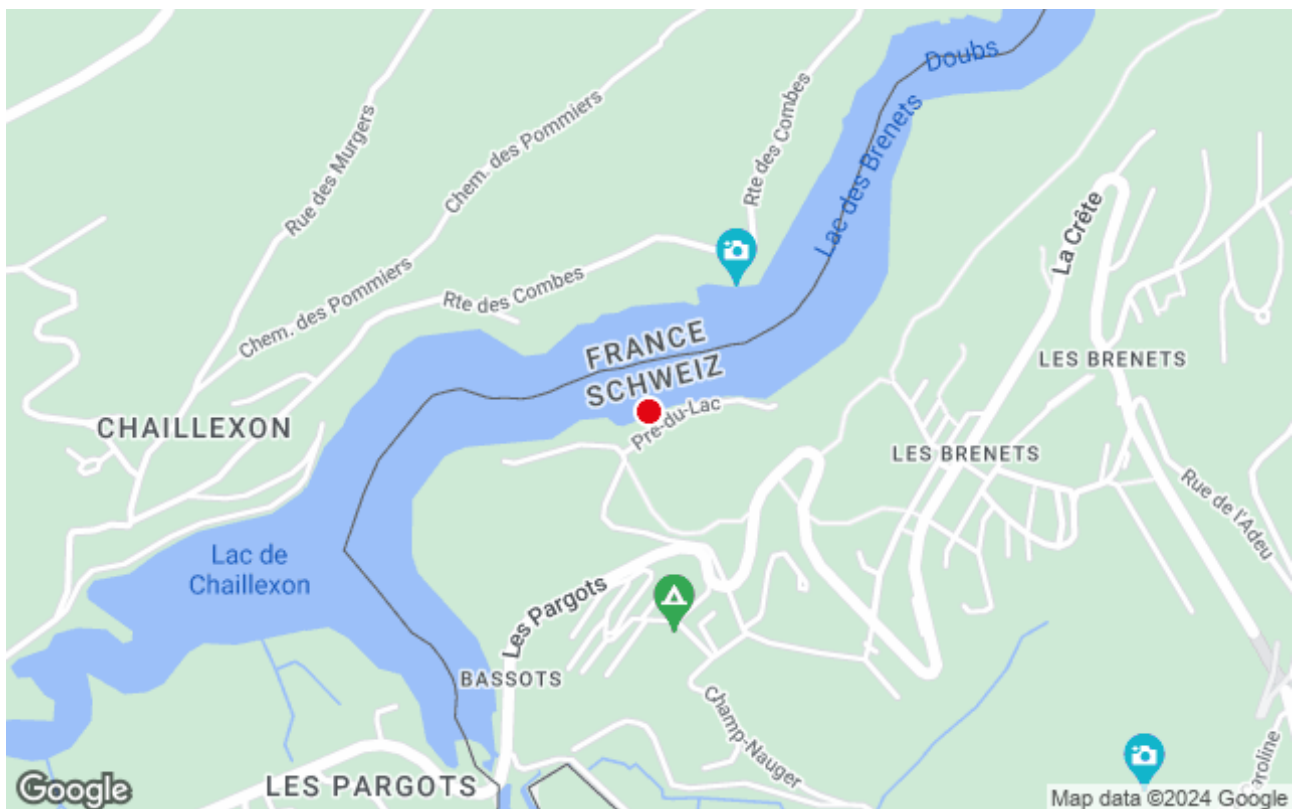 Doubs
Lac des Brenets
Rue des Murgers
Chem. des Pommiers
Rte des Combes
La Crête
Chem. des Pommiers
Rte des Combes
FRANCE
SCHWEIZ
LES BRENETS
Pre-du-Lac
CHAILLEXON
LES BRENETS
Rue de l'Adeu
Lac de
Chaillexon
Les Pargots
BASSOTS
Champ-Nauger
LES PARGOTS
Google
Map data ©2024 Google